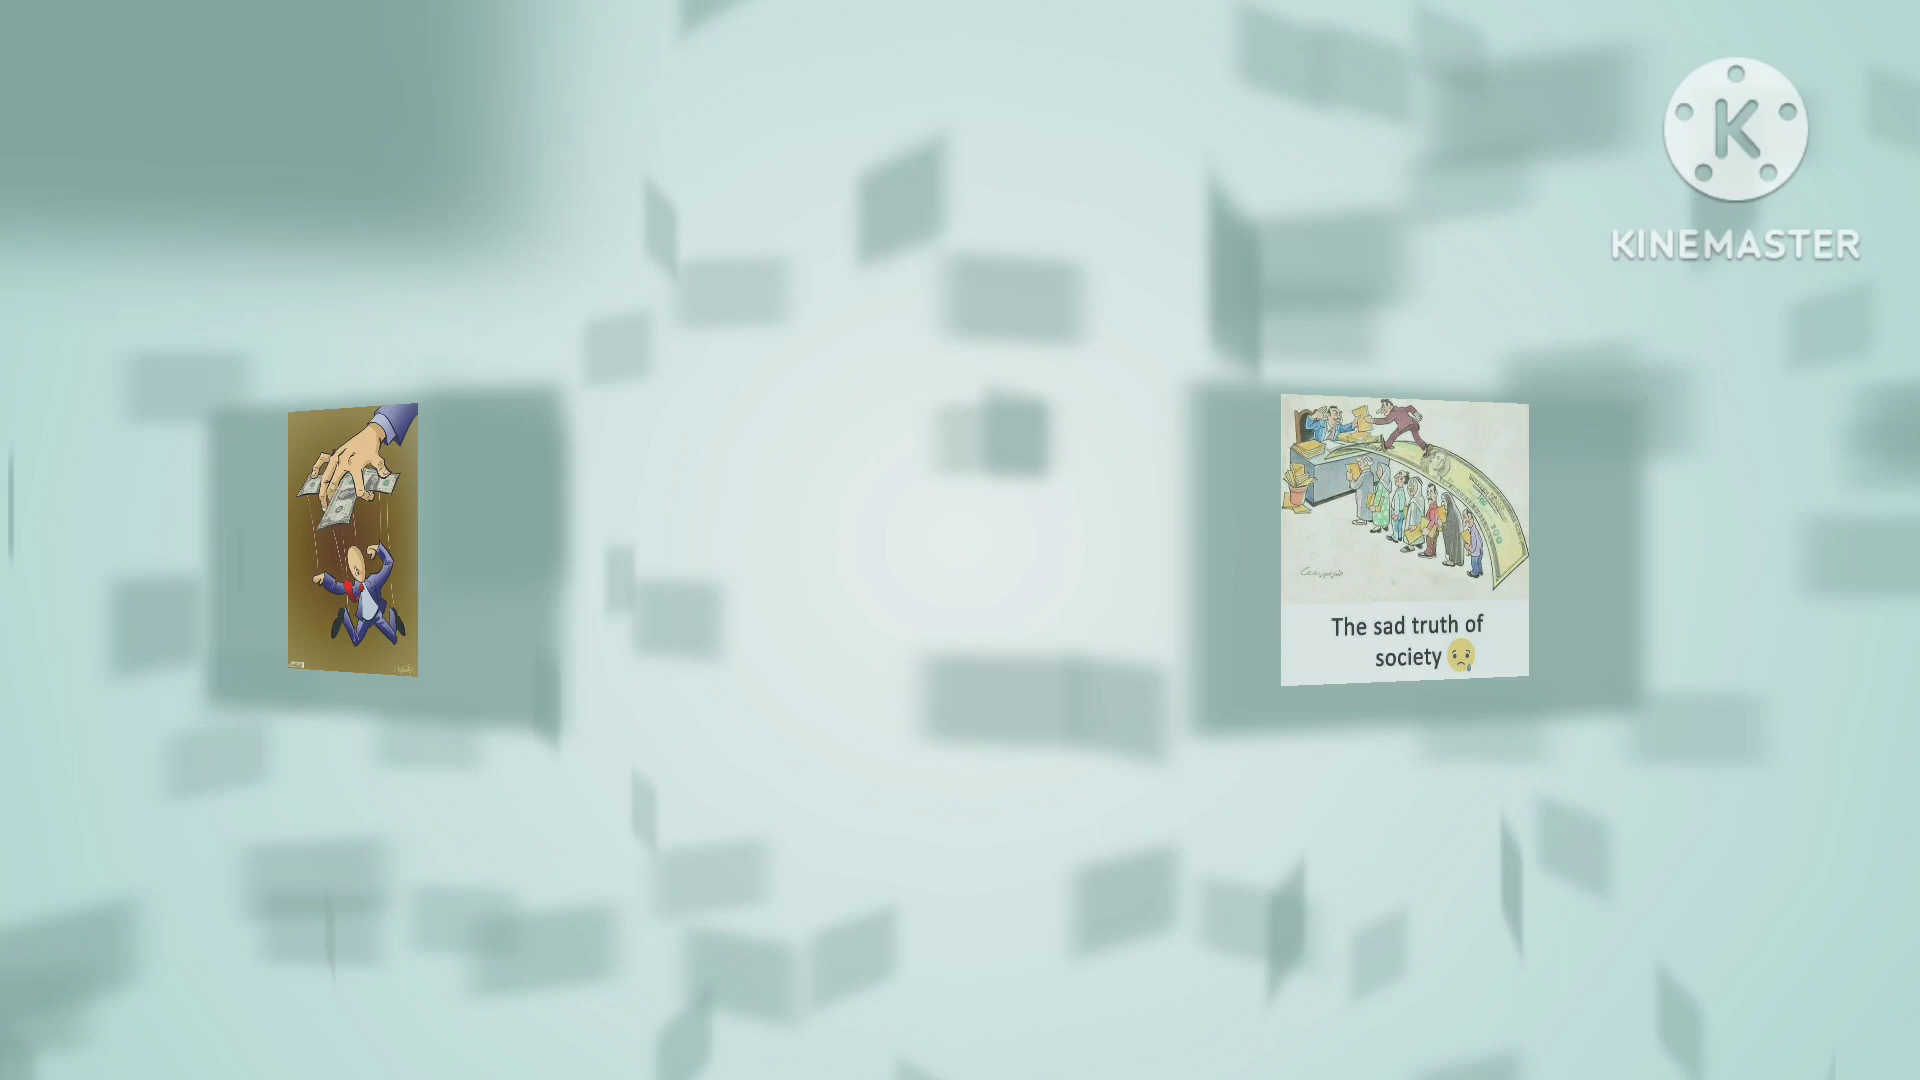 K
KINEMASTER
The sad truth of
society 😢